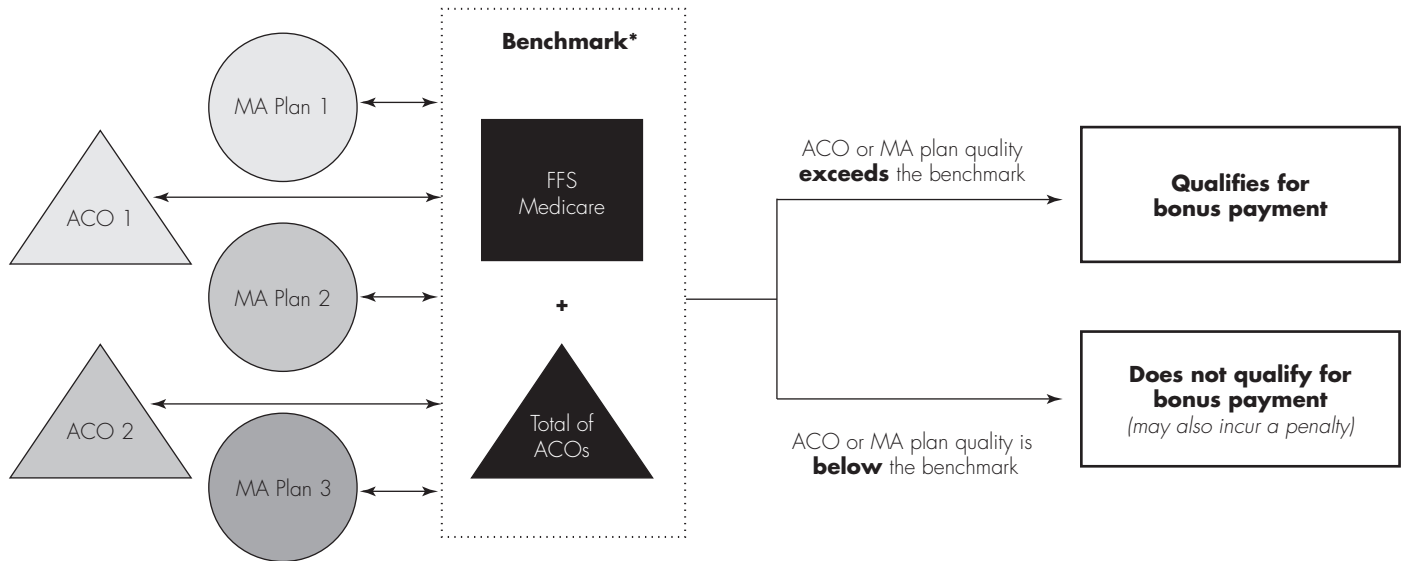 Benchmark*
MA Plan 1
ACO 1
MA Plan 2
ACO 2
MA Plan 3
FFS
Medicare
+
Total of
ACOs
ACO or MA plan quality
exceeds the benchmark
Qualifies for
bonus payment
ACO or MA plan quality is
below the benchmark
Does not qualify for
bonus payment
(may also incur a penalty)